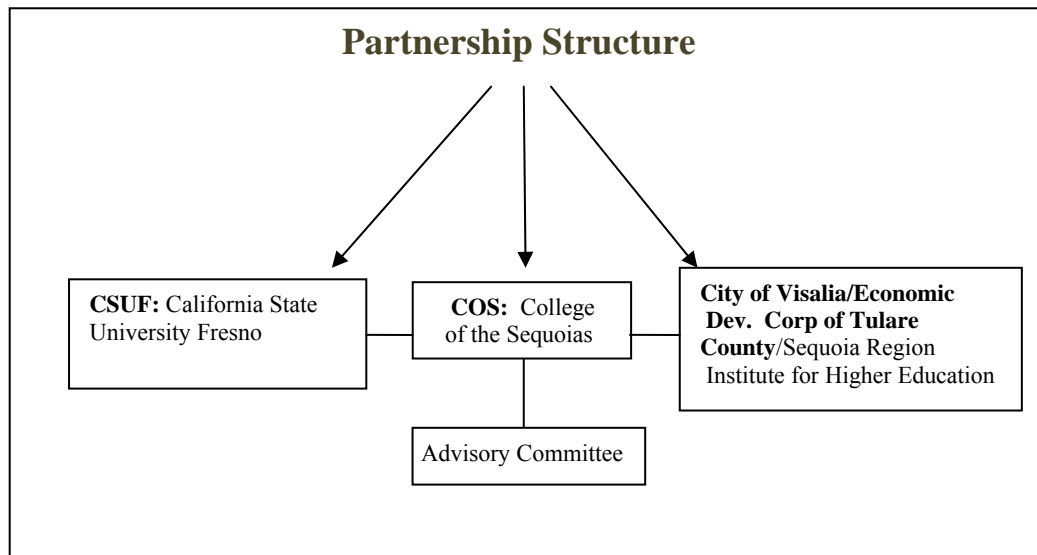 Partnership Structure
CSUF: California State
University Fresno
COS: College
of the Sequoias
City of Visalia/Economic
Dev. Corp of Tulare
County/Sequoia Region
Institute for Higher Education
Advisory Committee